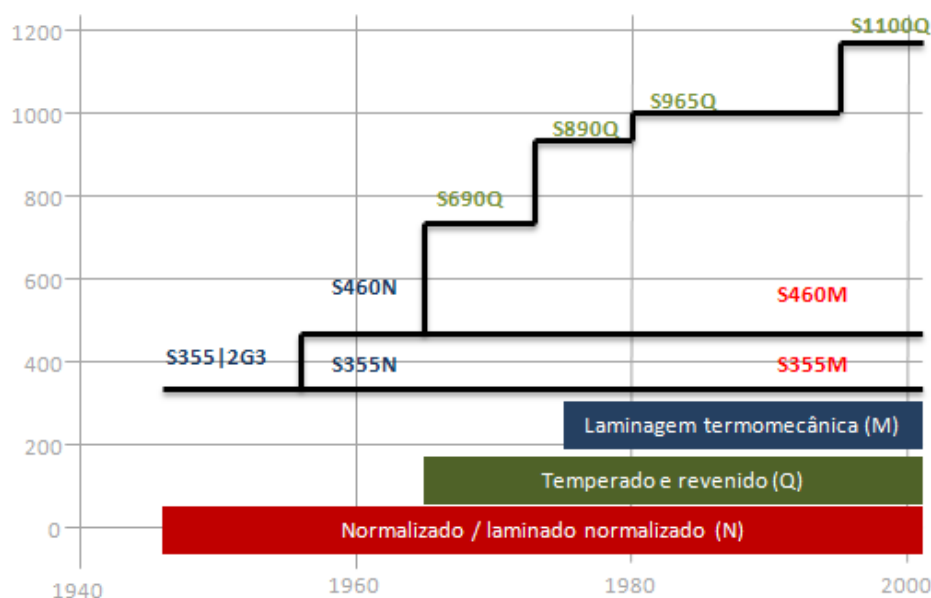 1200
S1100Q
1000
S965Q
S890Q
800
S690Q
600
S460N
S460M
400
S355|2G3
S355N
S355M
Laminagem termomecânica (M)
200
Temperado e revenido (Q)
0
Normalizado / laminado normalizado (N)
1940
1960
1980
2000